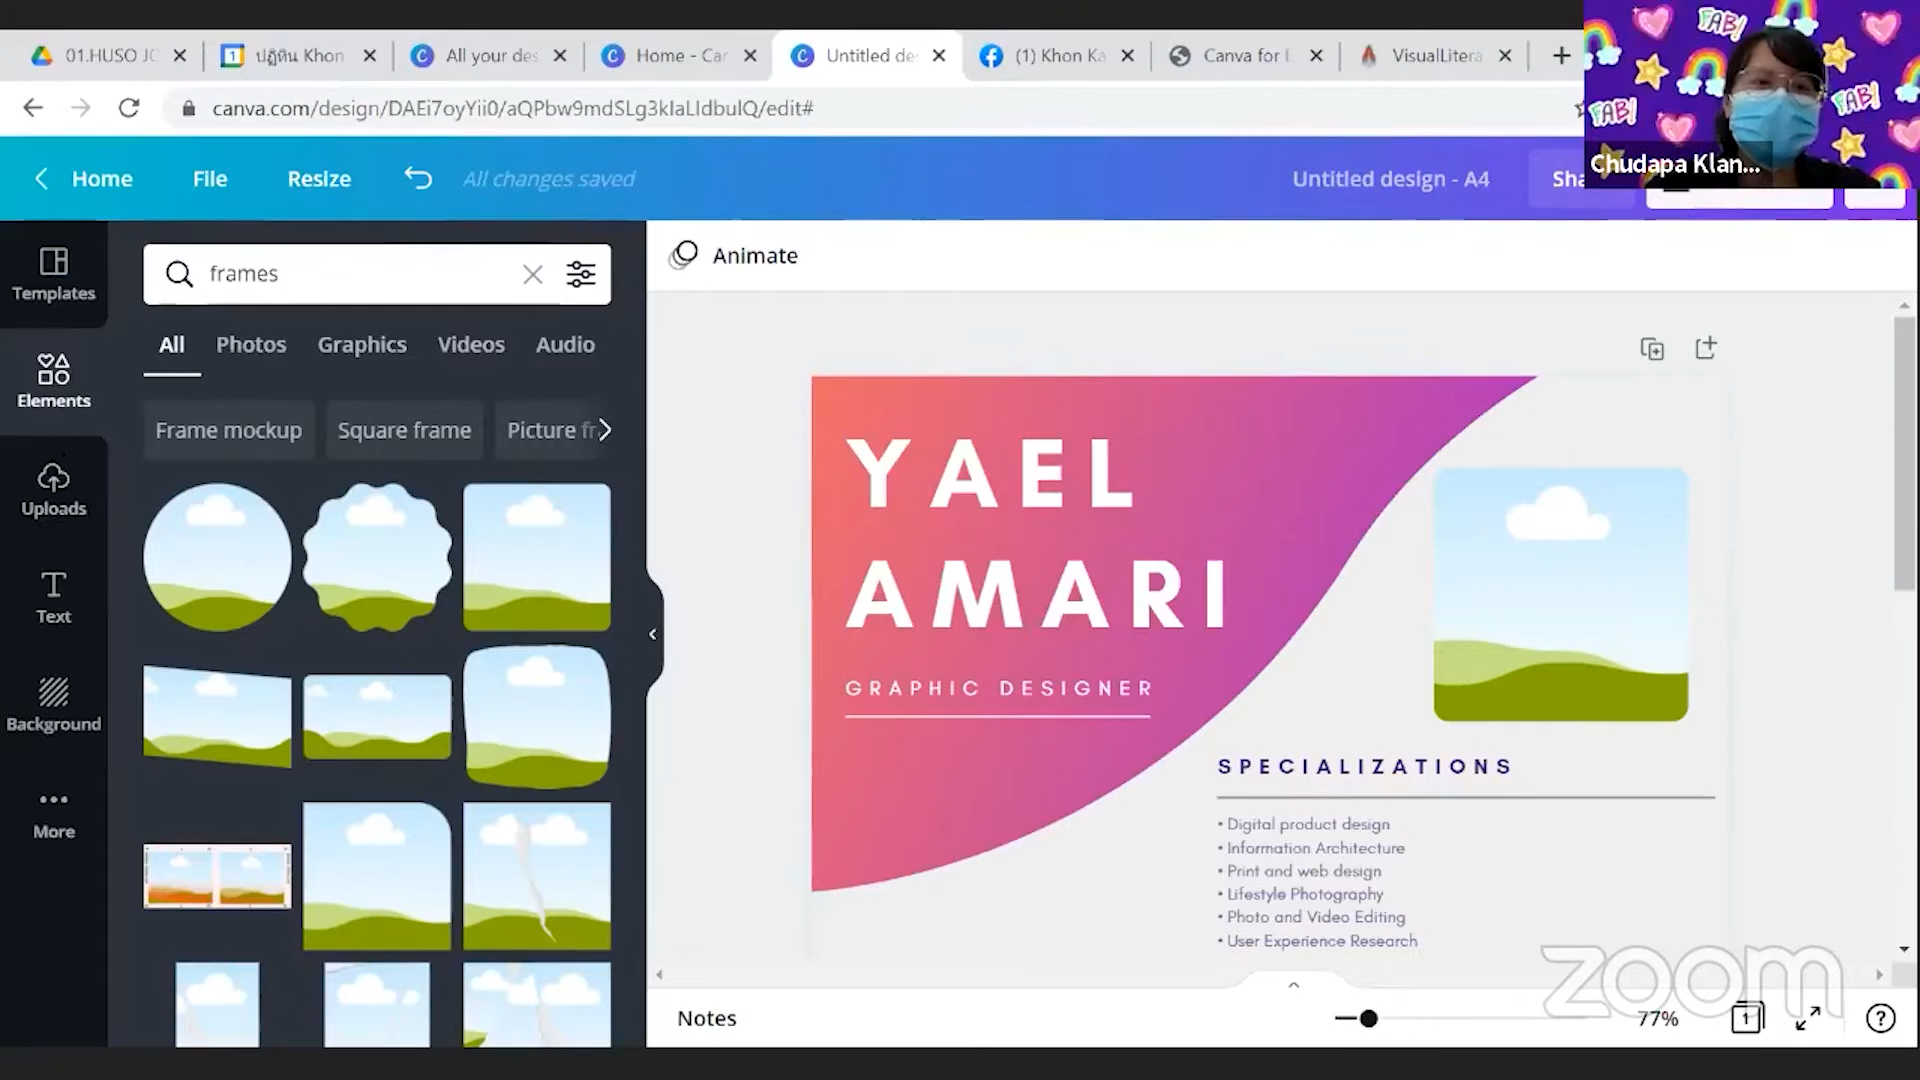 01.HUSO JC
ปฏิทิน Khon
All your des
Home - Car
Untitled de
(1) Khon Ka
Canva for E
VisualLitera
canva.com/design/DAEi7oyYii0/aQPbw9mdSLg3kIaLIdbulQ/edit#
FAB!
FAB!
FAB!
Chudapa Klan...
Home
File
Resize
All changes saved
Untitled design - A4
Sha
Templates
Elements
Uploads
Text
Background
More
frames
All
Photos
Graphics
Videos
Audio
Frame mockup
Square frame
Picture fr
Animate
YAEL
AMARI
GRAPHIC DESIGNER
SPECIALIZATIONS
• Digital product design
• Information Architecture
• Print and web design
• Lifestyle Photography
• Photo and Video Editing
• User Experience Research
zoom
Notes
77%
1